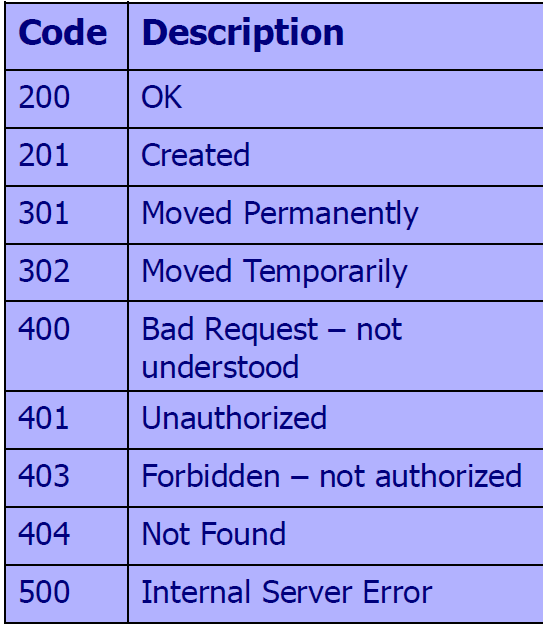 Code Description
200 OK
201 Created
301 Moved Permanently
302 Moved Temporarily
400 Bad Request – not
understood
401 Unauthorized
403 Forbidden – not authorized
404 Not Found
500 Internal Server Error